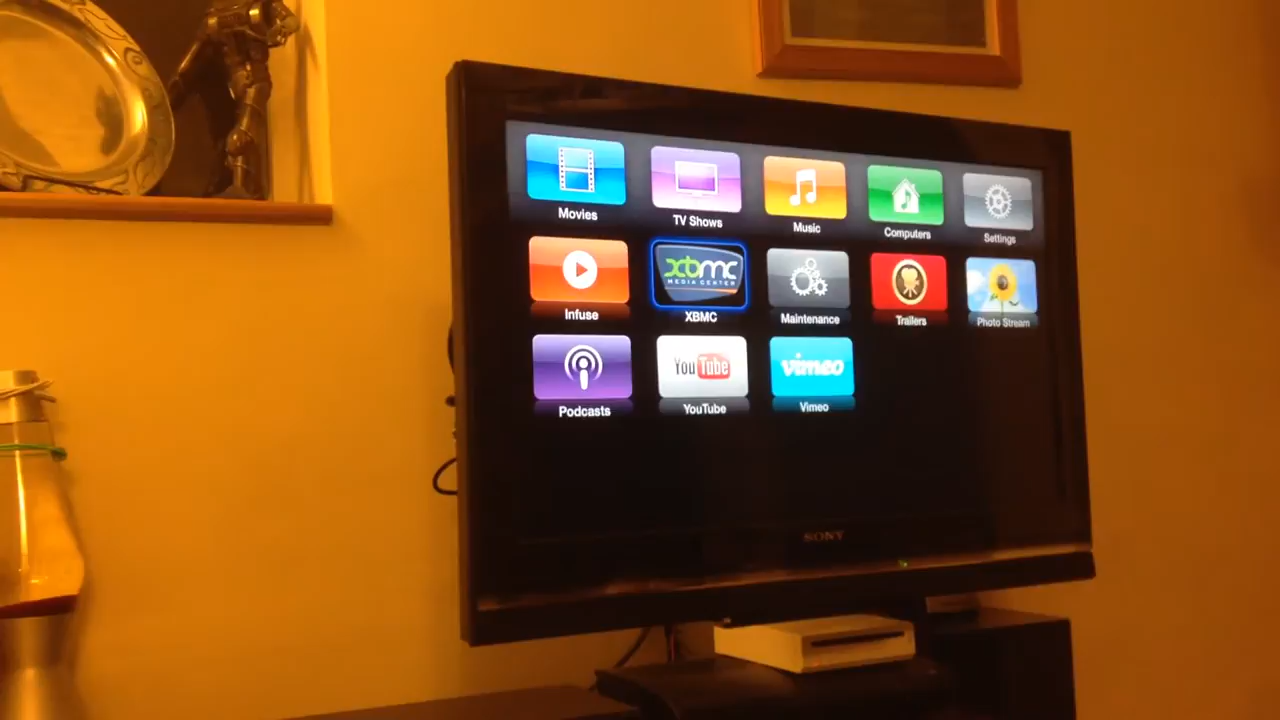 Movies
TV Shows
Music
Computers
Settings
xbmc
MEDIA CENTER
Infuse
XBMC
Maintenance
Trailers
Photo Stream
YouTube
vimeo
Podcasts
YouTube
Vimeo
SONY